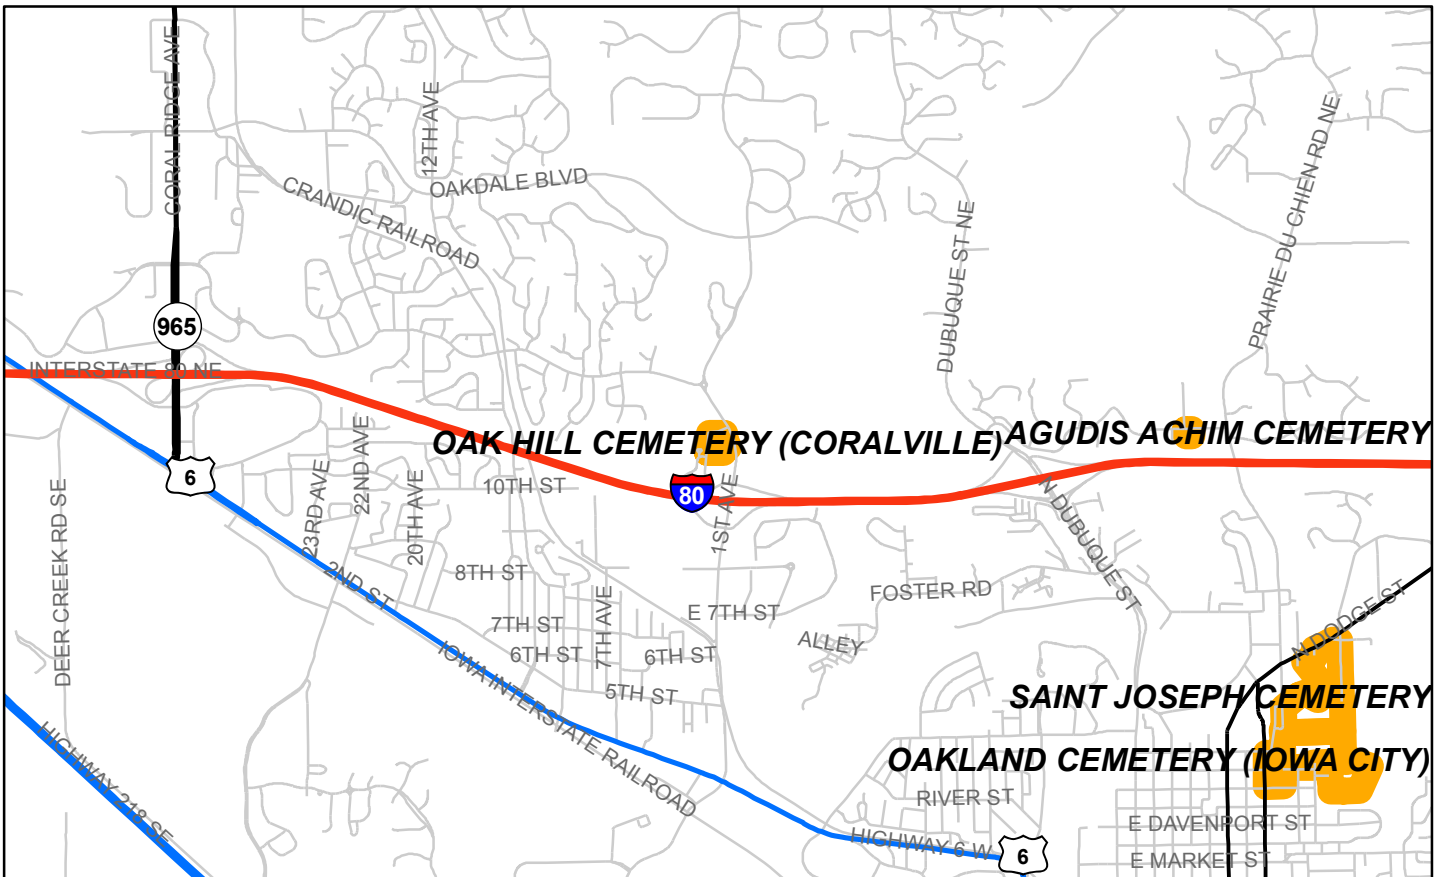 CORAL RIDGE AVE
12TH AVE
OAKDALE BLVD
CRANDIC RAILROAD
DUBUQUE ST NE
PRAIRIE DU CHIEN RD NE
965
INTERSTATE 80 NE
OAK HILL CEMETERY (CORALVILLE)
AGUDIS ACHIM CEMETERY
6
22ND AVE
23RD AVE
20TH AVE
10TH ST
80
1ST AVE
N DUBUQUE ST
DEER CREEK RD SE
2ND ST
8TH ST
FOSTER RD
7TH AVE
E 7TH ST
7TH ST
ALLEY
6TH ST
6TH ST
5TH ST
N DODGE ST
IOWA INTERSTATE RAILROAD
SAINT JOSEPH CEMETERY
OAKLAND CEMETERY (IOWA CITY)
HIGHWAY 218 SE
RIVER ST
E DAVENPORT ST
HIGHWAY 6 W
6
E MARKET ST